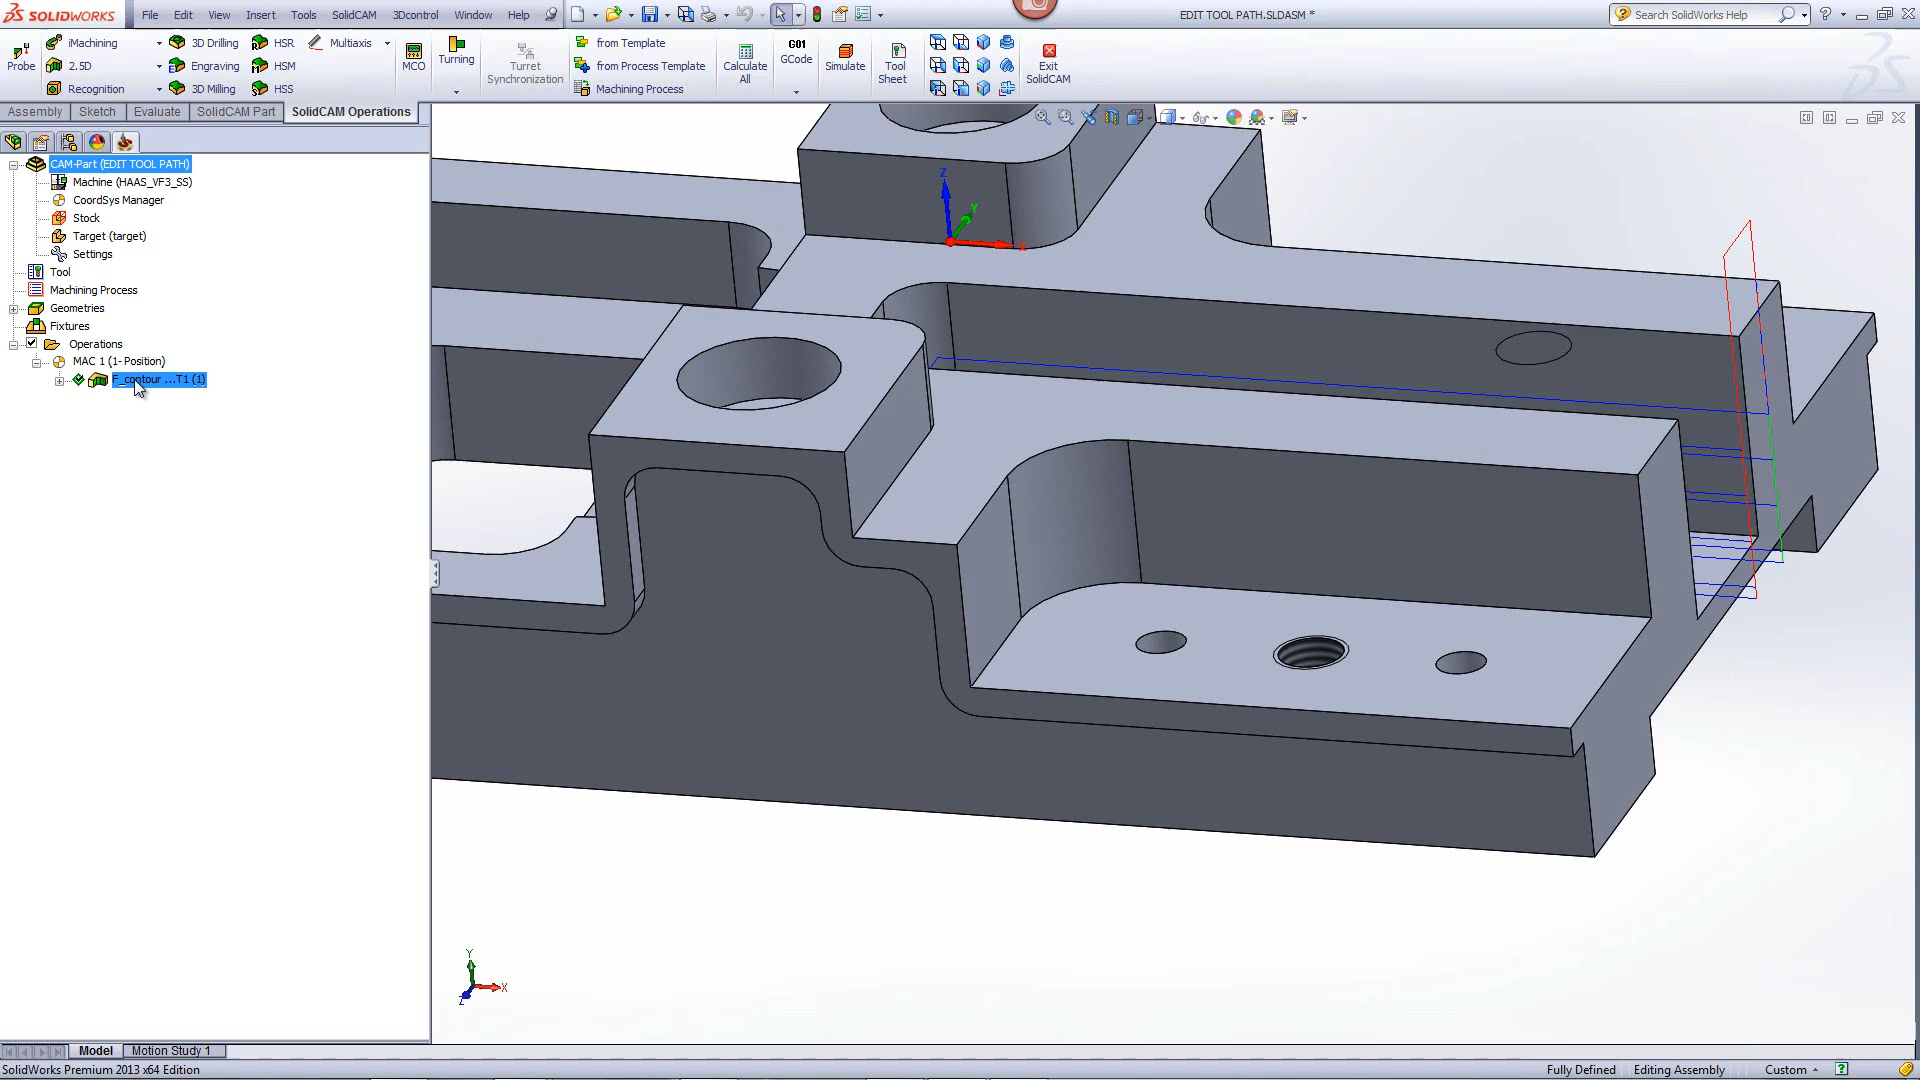 SOLIDWORKS File Edit View Insert Tools SolidCAM 3Dcontrol Window Help EDIT TOOL PATH.SLDASM * Search SolidWorks Help
iMachining 3D Drilling HSR Multiaxis
2.5D Engraving HSM
Recognition 3D Milling HSS
Probe
MCO
Turning
Turret
Synchronization
from Template
from Process Template
Machining Process
Calculate
All
G01
GCode
Simulate
Tool
Sheet
Exit
SolidCAM
Assembly Sketch Evaluate SolidCAM Part SolidCAM Operations
CAM-Part (EDIT TOOL PATH)
Machine (HAAS_VF3_SS)
CoordSys Manager
Stock
Target (target)
Settings
Tool
Machining Process
Geometries
Fixtures
Operations
MAC 1 (1- Position)
F_contour ...T1 (1)
Z
Y
X
Y
X
Z
Model Motion Study 1
SolidWorks Premium 2013 x64 Edition Fully Defined Editing Assembly Custom